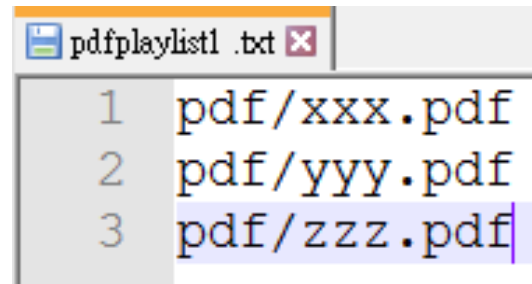 pdfplaylist1 .txt
1 pdf/xxx.pdf
2 pdf/yyy.pdf
3 pdf/zzz.pdf